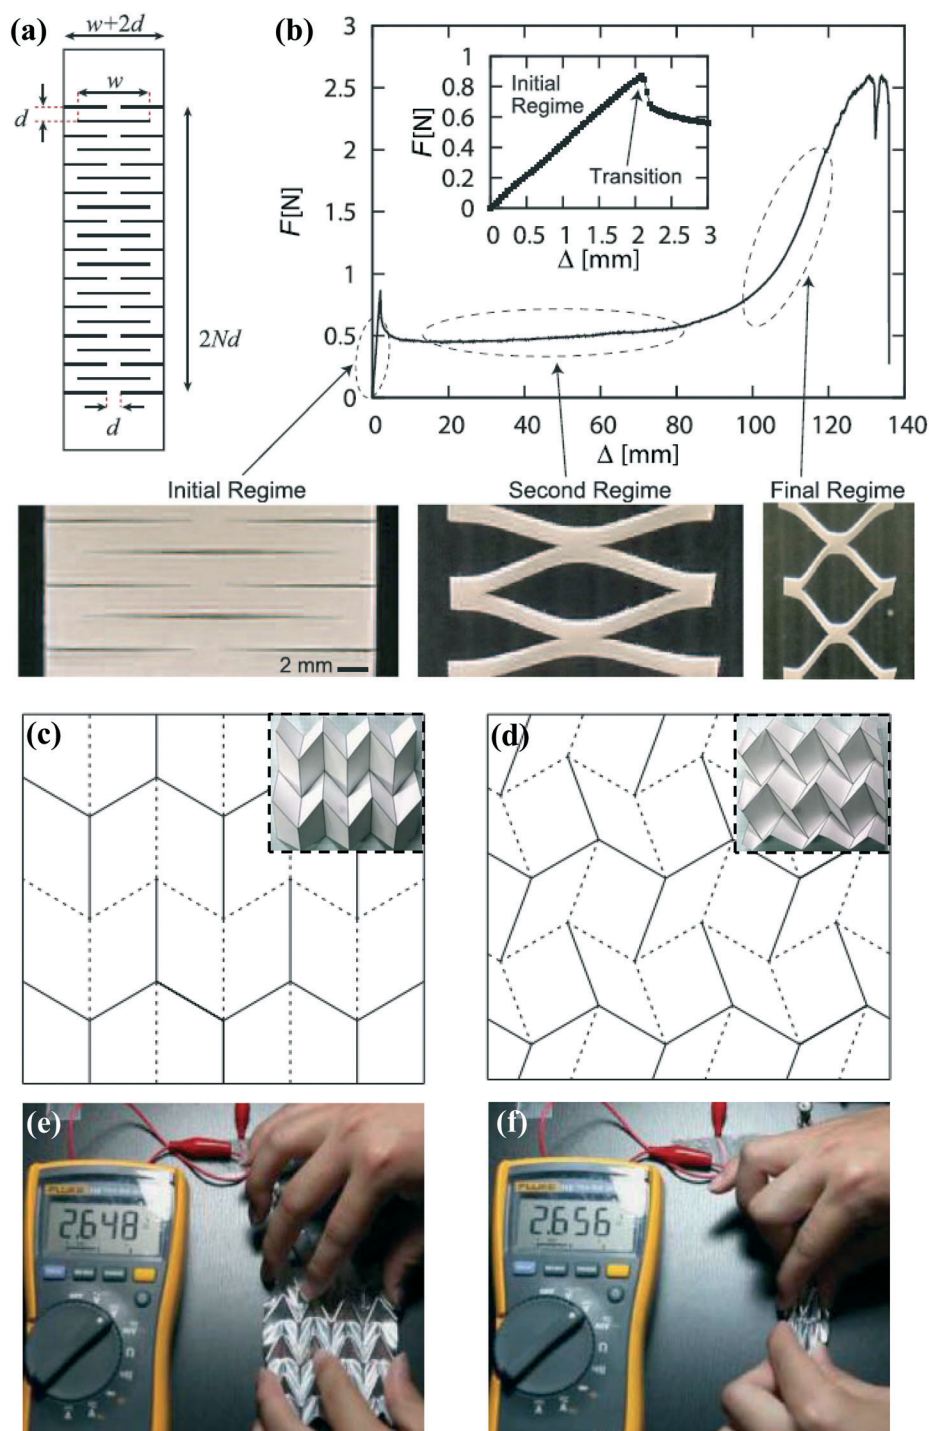 (a)
w+2d
w
d
2Nd
d
(b)
3
2.5
2
1.5
1
0.5
0
F[N]
0 20 40 60 80 100 120 140
Δ [mm]
1
0.8
0.6
0.4
0.2
0
F[N]
Initial
Regime
Transition
0 0.5 1 1.5 2 2.5 3
Δ [mm]
Initial Regime
Second Regime
Final Regime
2 mm
(c)
(d)
(e)
FLUKE
2.648
OFF
(f)
FLUKE
2.656
OFF